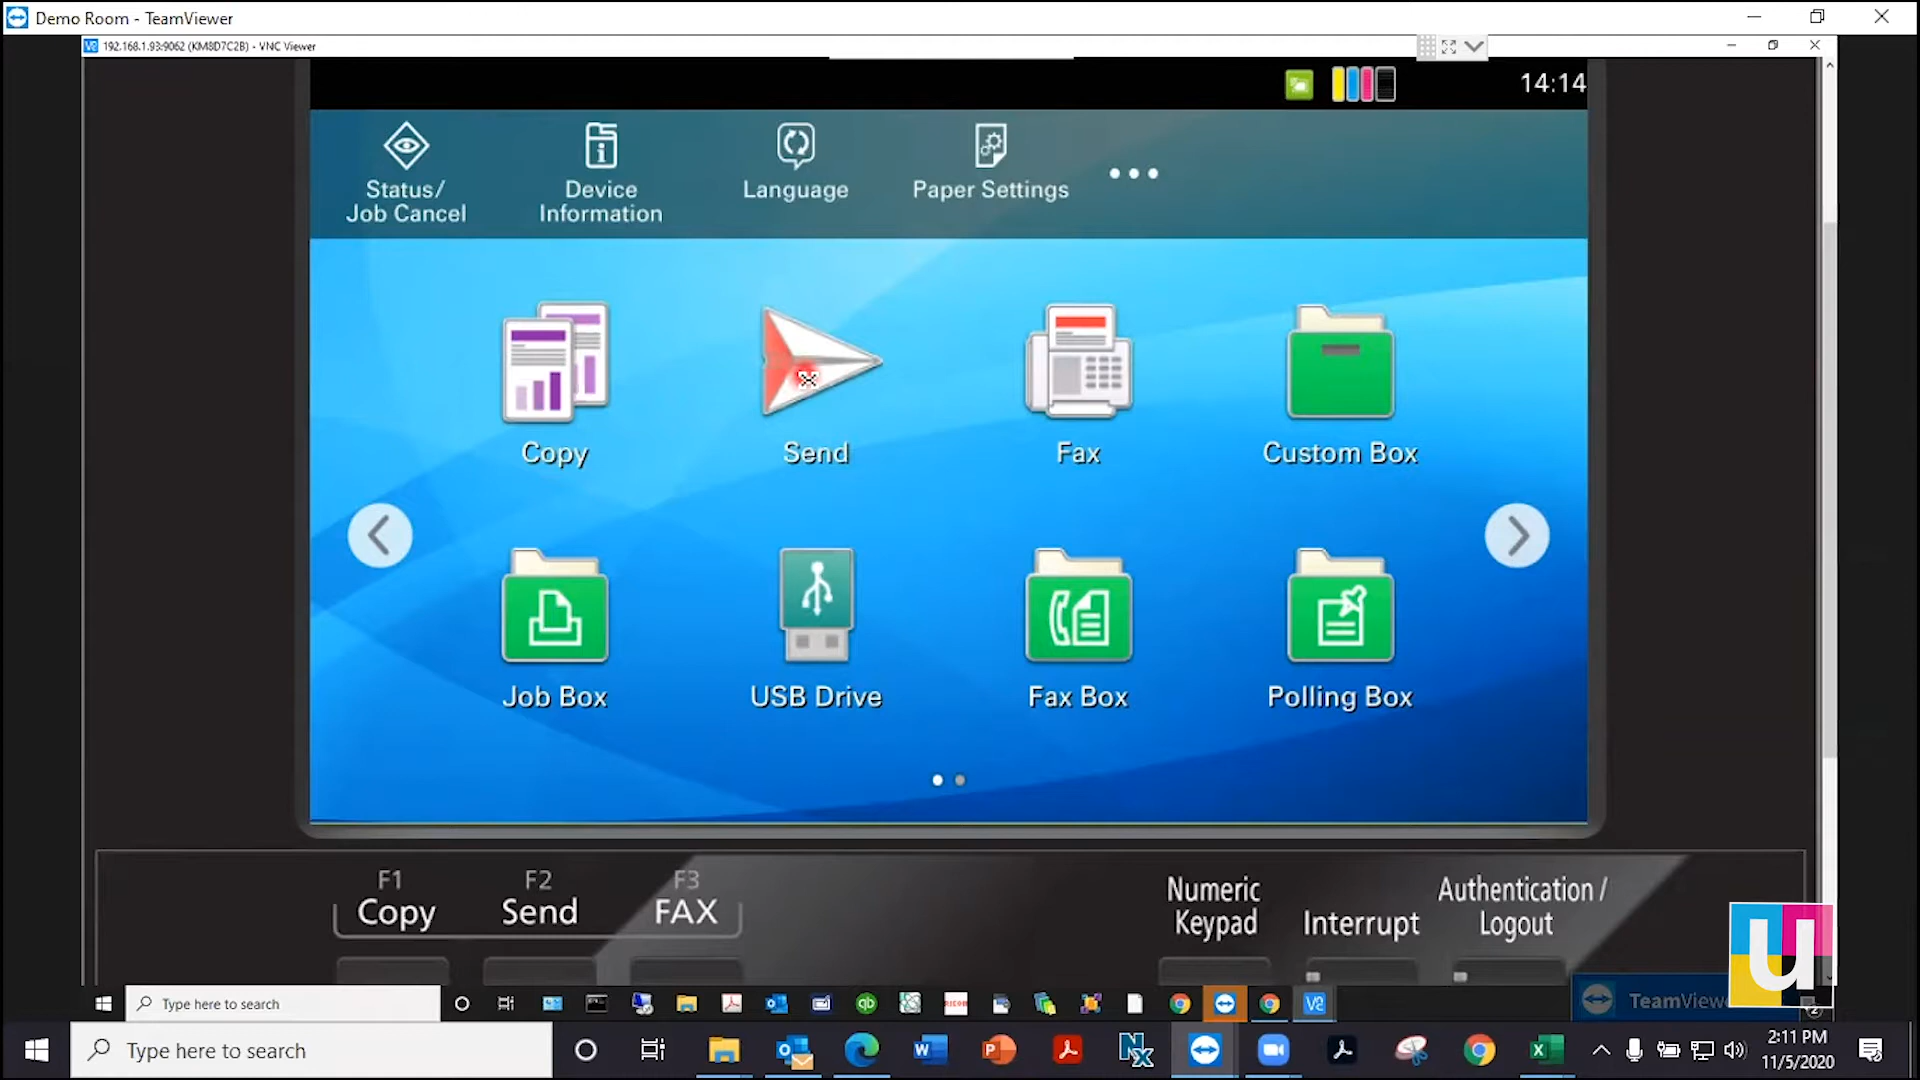 Demo Room - TeamViewer
192.168.1.93:9062 (KM8D7C2B) - VNC Viewer
14:14
Status/
Job Cancel
Device
Information
Language
Paper Settings
Copy
Send
Fax
Custom Box
Job Box
USB Drive
Fax Box
Polling Box
F1
Copy
F2
Send
F3
FAX
Numeric
Keypad
Interrupt
Authentication /
Logout
u
Type here to search
TeamViewe
Type here to search
2:11 PM
11/5/2020